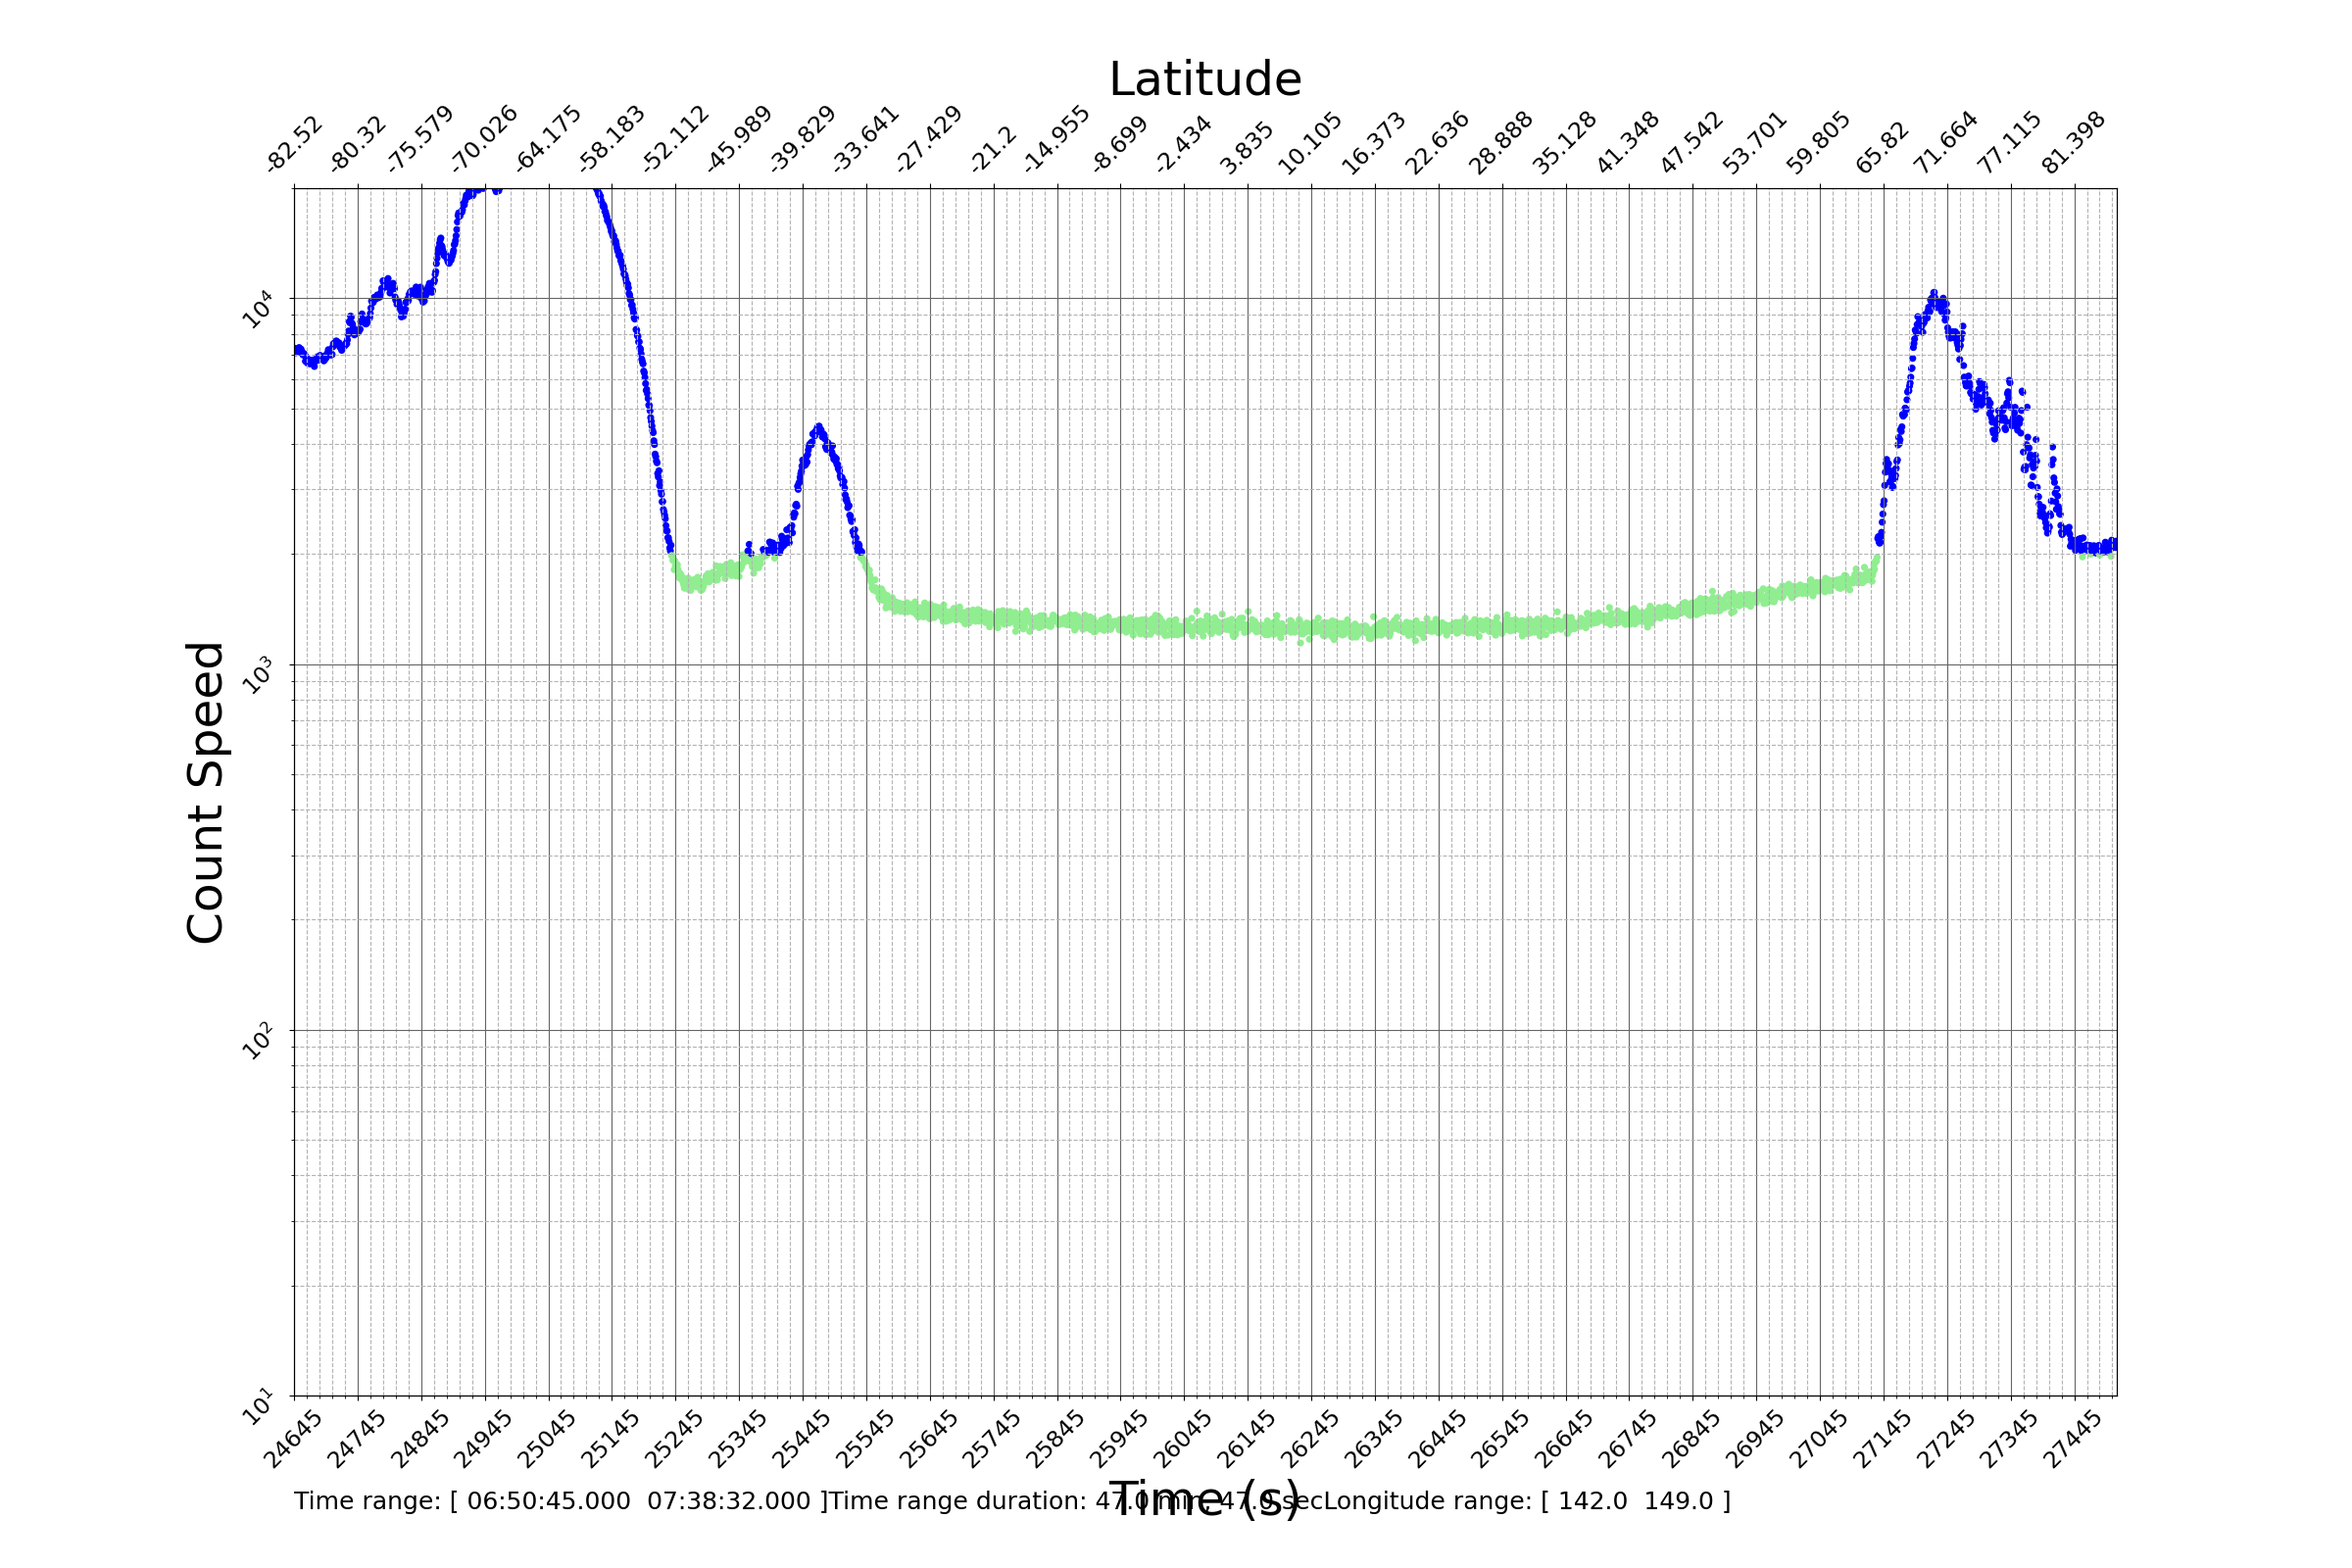 Latitude
-82.52 -80.32 -75.579 -70.026 -64.175 -58.183 -52.112 -45.989 -39.829 -33.641 -27.429 -21.2 -14.955 -8.699 -2.434 3.835 10.105 16.373 22.636 28.888 35.128 41.348 47.542 53.701 59.805 65.82 71.664 77.115 81.398
10⁴
10³
Count Speed
10²
10¹
24645 24745 24845 24945 25045 25145 25245 25345 25445 25545 25645 25745 25845 25945 26045 26145 26245 26345 26445 26545 26645 26745 26845 26945 27045 27145 27245 27345 27445
Time (s)
Time range: [ 06:50:45.000 07:38:32.000 ]Time range duration: 47.0 min, 47.0 secLongitude range: [ 142.0 149.0 ]